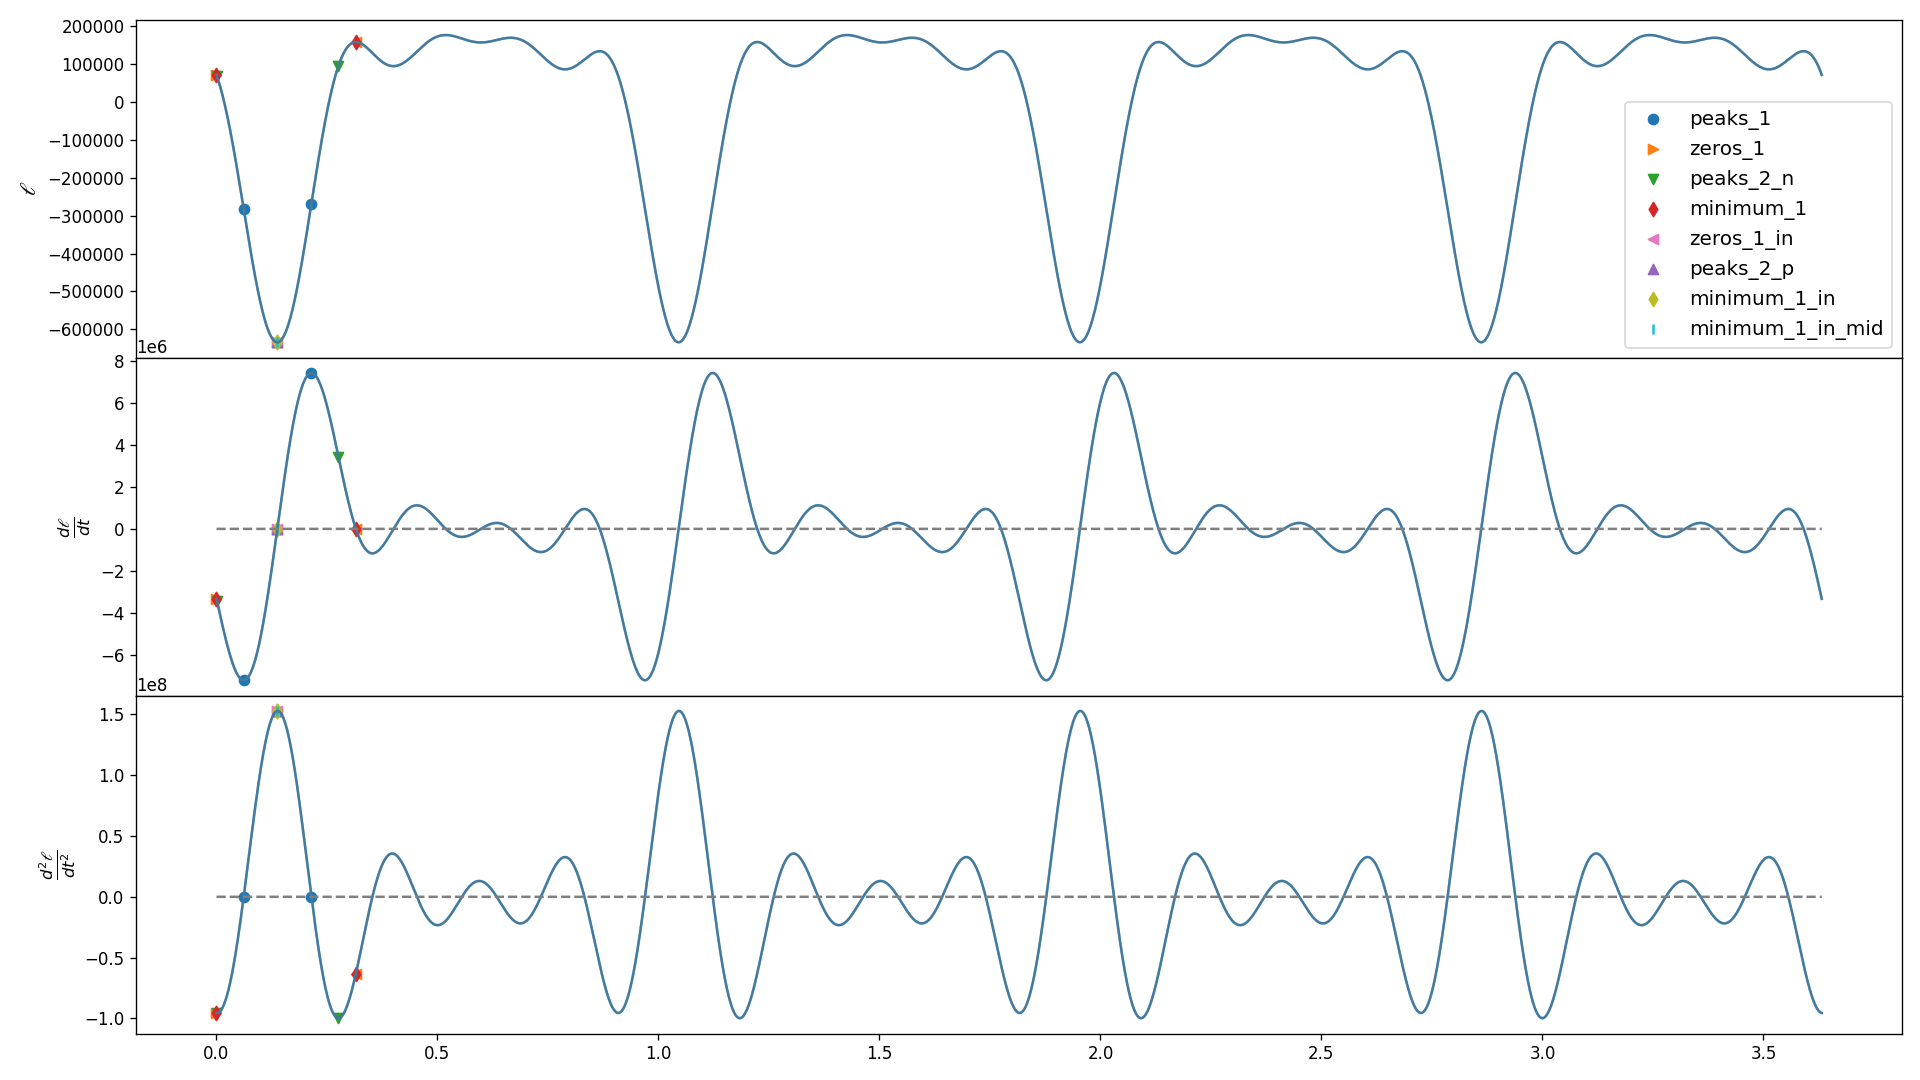 200000
100000
0
−100000
−200000
−300000
−400000
−500000
−600000
ℓ
peaks_1
zeros_1
peaks_2_n
minimum_1
zeros_1_in
peaks_2_p
minimum_1_in
minimum_1_in_mid
1e6
8
6
4
2
0
−2
−4
−6
dℓ/dt
1e8
1.5
1.0
0.5
0.0
−0.5
−1.0
d²ℓ/dt²
0.0 0.5 1.0 1.5 2.0 2.5 3.0 3.5